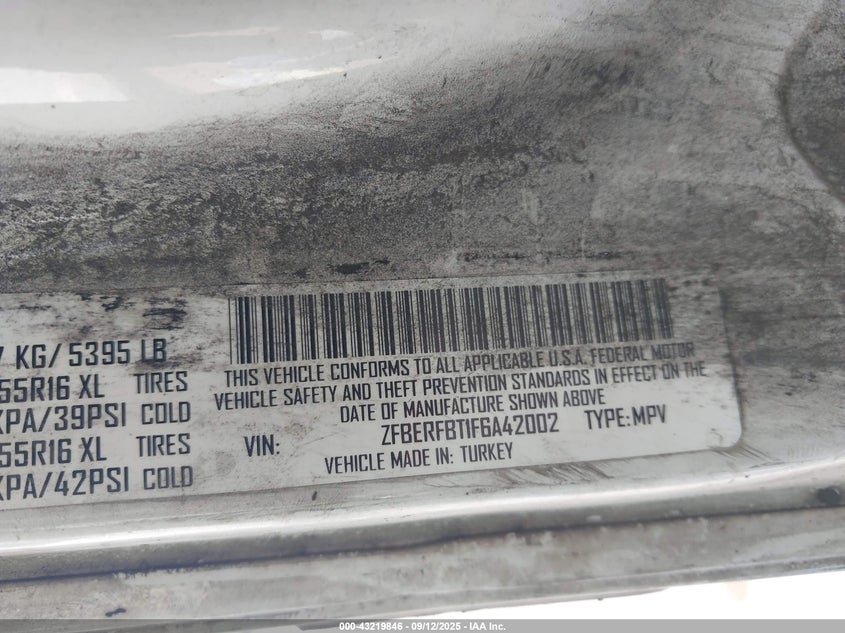 KG/ 5395 LB
55R16 XL TIRES
KPA/39PSI COLD
55R16 XL TIRES
KPA/42PSI COLD
THIS VEHICLE CONFORMS TO ALL APPLICABLE U.S.A. FEDERAL MOTOR
VEHICLE SAFETY AND THEFT PREVENTION STANDARDS IN EFFECT ON THE
DATE OF MANUFACTURE SHOWN ABOVE
VIN: ZFBERFBT1F6A42002 TYPE: MPV
VEHICLE MADE IN: TURKEY
000-43219846 - 09/12/2025 - IAA Inc.